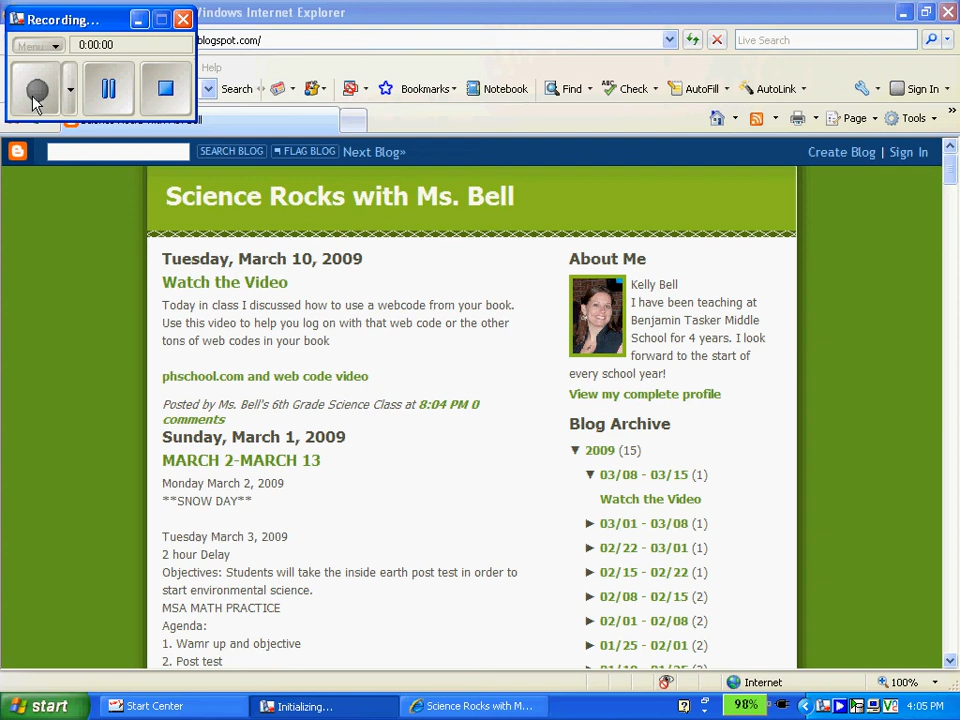 Recording...
Windows Internet Explorer
Menu
0:00:00
blogspot.com/
Live Search
Help
Search
Bookmarks
Notebook
Find
Check
AutoFill
AutoLink
Sign In
Page
Tools
SEARCH BLOG
FLAG BLOG
Next Blog»
Create Blog | Sign In
Science Rocks with Ms. Bell
Tuesday, March 10, 2009
Watch the Video
Today in class I discussed how to use a webcode from your book.
Use this video to help you log on with that web code or the other
tons of web codes in your book
phschool.com and web code video
Posted by Ms. Bell's 6th Grade Science Class at 8:04 PM 0
comments
Sunday, March 1, 2009
MARCH 2-MARCH 13
Monday March 2, 2009
**SNOW DAY**
Tuesday March 3, 2009
2 hour Delay
Objectives: Students will take the inside earth post test in order to
start environmental science.
MSA MATH PRACTICE
Agenda:
1. Wamr up and objective
2. Post test
About Me
Kelly Bell
I have been teaching at
Benjamin Tasker Middle
School for 4 years. I look
forward to the start of
every school year!
View my complete profile
Blog Archive
▼ 2009 (15)
▼ 03/08 - 03/15 (1)
Watch the Video
► 03/01 - 03/08 (1)
► 02/22 - 03/01 (1)
► 02/15 - 02/22 (1)
► 02/08 - 02/15 (2)
► 02/01 - 02/08 (2)
► 01/25 - 02/01 (2)
Internet
100%
start
Start Center
Initializing...
Science Rocks with M...
98%
4:05 PM